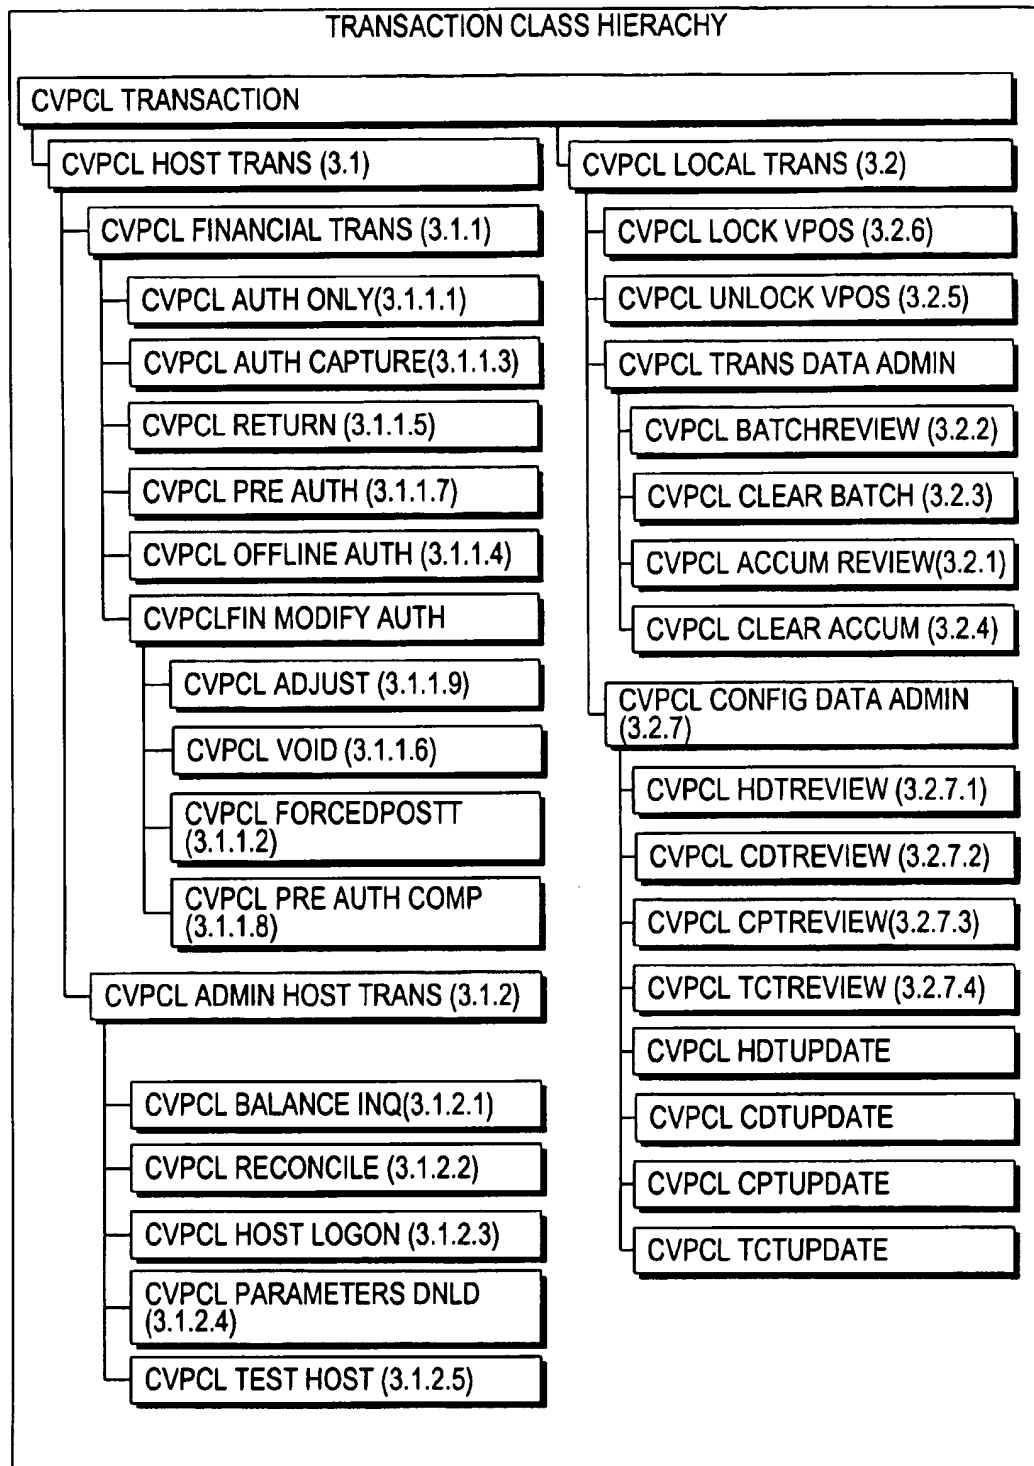 TRANSACTION CLASS HIERACHY
CVPCL TRANSACTION
CVPCL HOST TRANS (3.1)
CVPCL FINANCIAL TRANS (3.1.1)
CVPCL AUTH ONLY(3.1.1.1)
CVPCL AUTH CAPTURE(3.1.1.3)
CVPCL RETURN (3.1.1.5)
CVPCL PRE AUTH (3.1.1.7)
CVPCL OFFLINE AUTH (3.1.1.4)
CVPCLFIN MODIFY AUTH
CVPCL ADJUST (3.1.1.9)
CVPCL VOID (3.1.1.6)
CVPCL FORCEDPOSTT
(3.1.1.2)
CVPCL PRE AUTH COMP
(3.1.1.8)
CVPCL ADMIN HOST TRANS (3.1.2)
CVPCL BALANCE INQ(3.1.2.1)
CVPCL RECONCILE (3.1.2.2)
CVPCL HOST LOGON (3.1.2.3)
CVPCL PARAMETERS DNLD
(3.1.2.4)
CVPCL TEST HOST (3.1.2.5)
CVPCL LOCAL TRANS (3.2)
CVPCL LOCK VPOS (3.2.6)
CVPCL UNLOCK VPOS (3.2.5)
CVPCL TRANS DATA ADMIN
CVPCL BATCHREVIEW (3.2.2)
CVPCL CLEAR BATCH (3.2.3)
CVPCL ACCUM REVIEW(3.2.1)
CVPCL CLEAR ACCUM (3.2.4)
CVPCL CONFIG DATA ADMIN
(3.2.7)
CVPCL HDTREVIEW (3.2.7.1)
CVPCL CDTREVIEW (3.2.7.2)
CVPCL CPTREVIEW(3.2.7.3)
CVPCL TCTREVIEW (3.2.7.4)
CVPCL HDTUPDATE
CVPCL CDTUPDATE
CVPCL CPTUPDATE
CVPCL TCTUPDATE